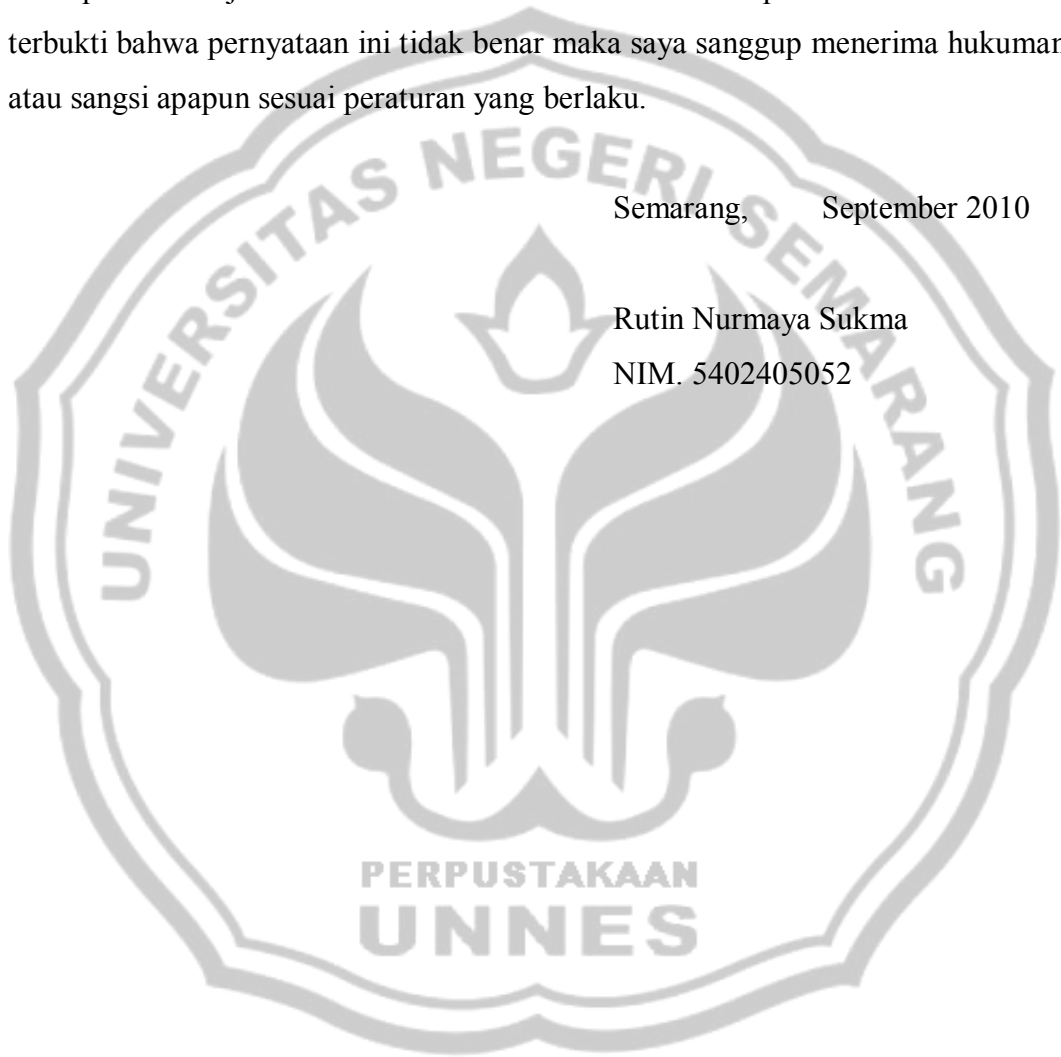 terbukti bahwa pernyataan ini tidak benar maka saya sanggup menerima hukuman
atau sangsi apapun sesuai peraturan yang berlaku.
Semarang, September 2010
Rutin Nurmaya Sukma
NIM. 5402405052
UNIVERSITAS NEGERI SEMARANG
PERPUSTAKAAN
UNNES